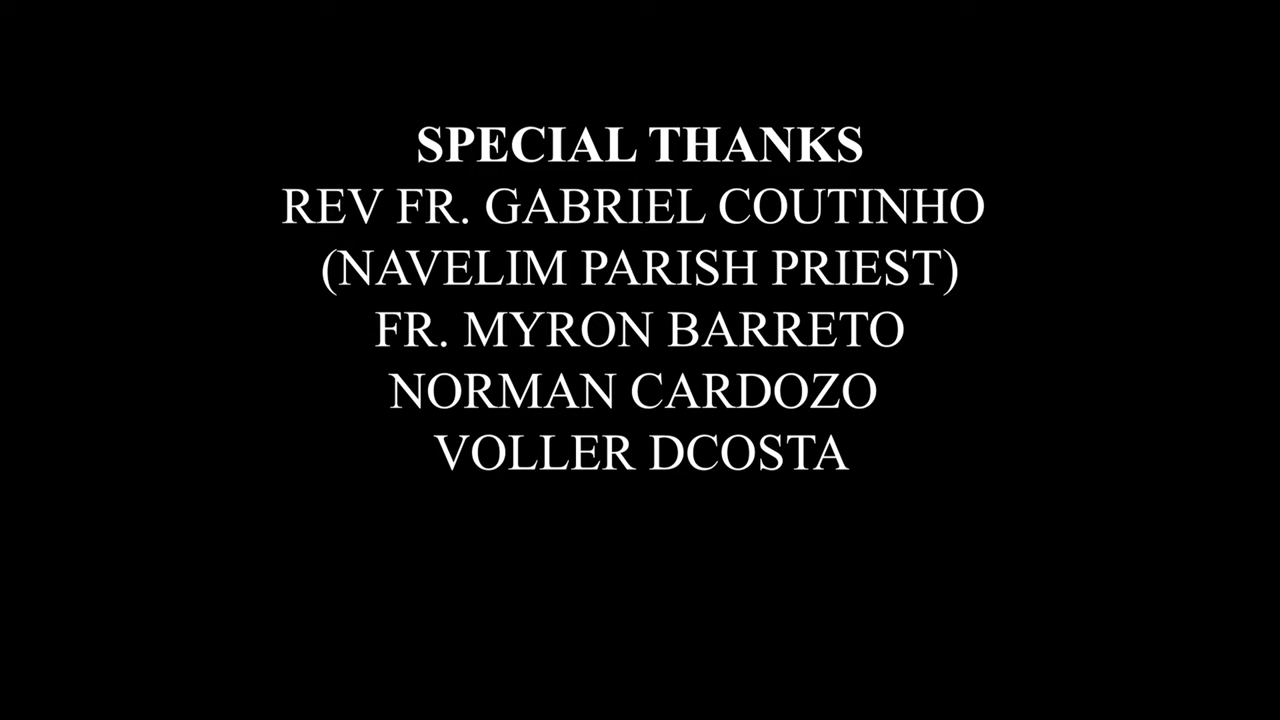 SPECIAL THANKS
REV FR. GABRIEL COUTINHO
(NAVELIM PARISH PRIEST)
FR. MYRON BARRETO
NORMAN CARDOZO
VOLLER DCOSTA